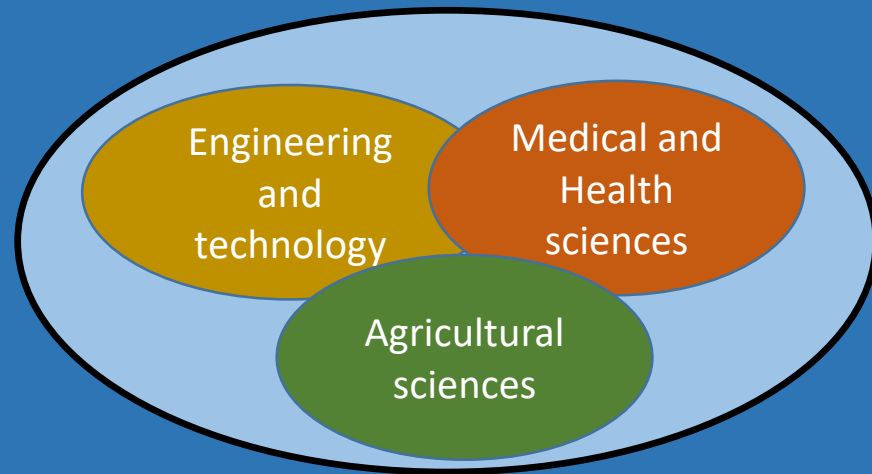 Engineering
and
technology
Medical and
Health
sciences
Agricultural
sciences